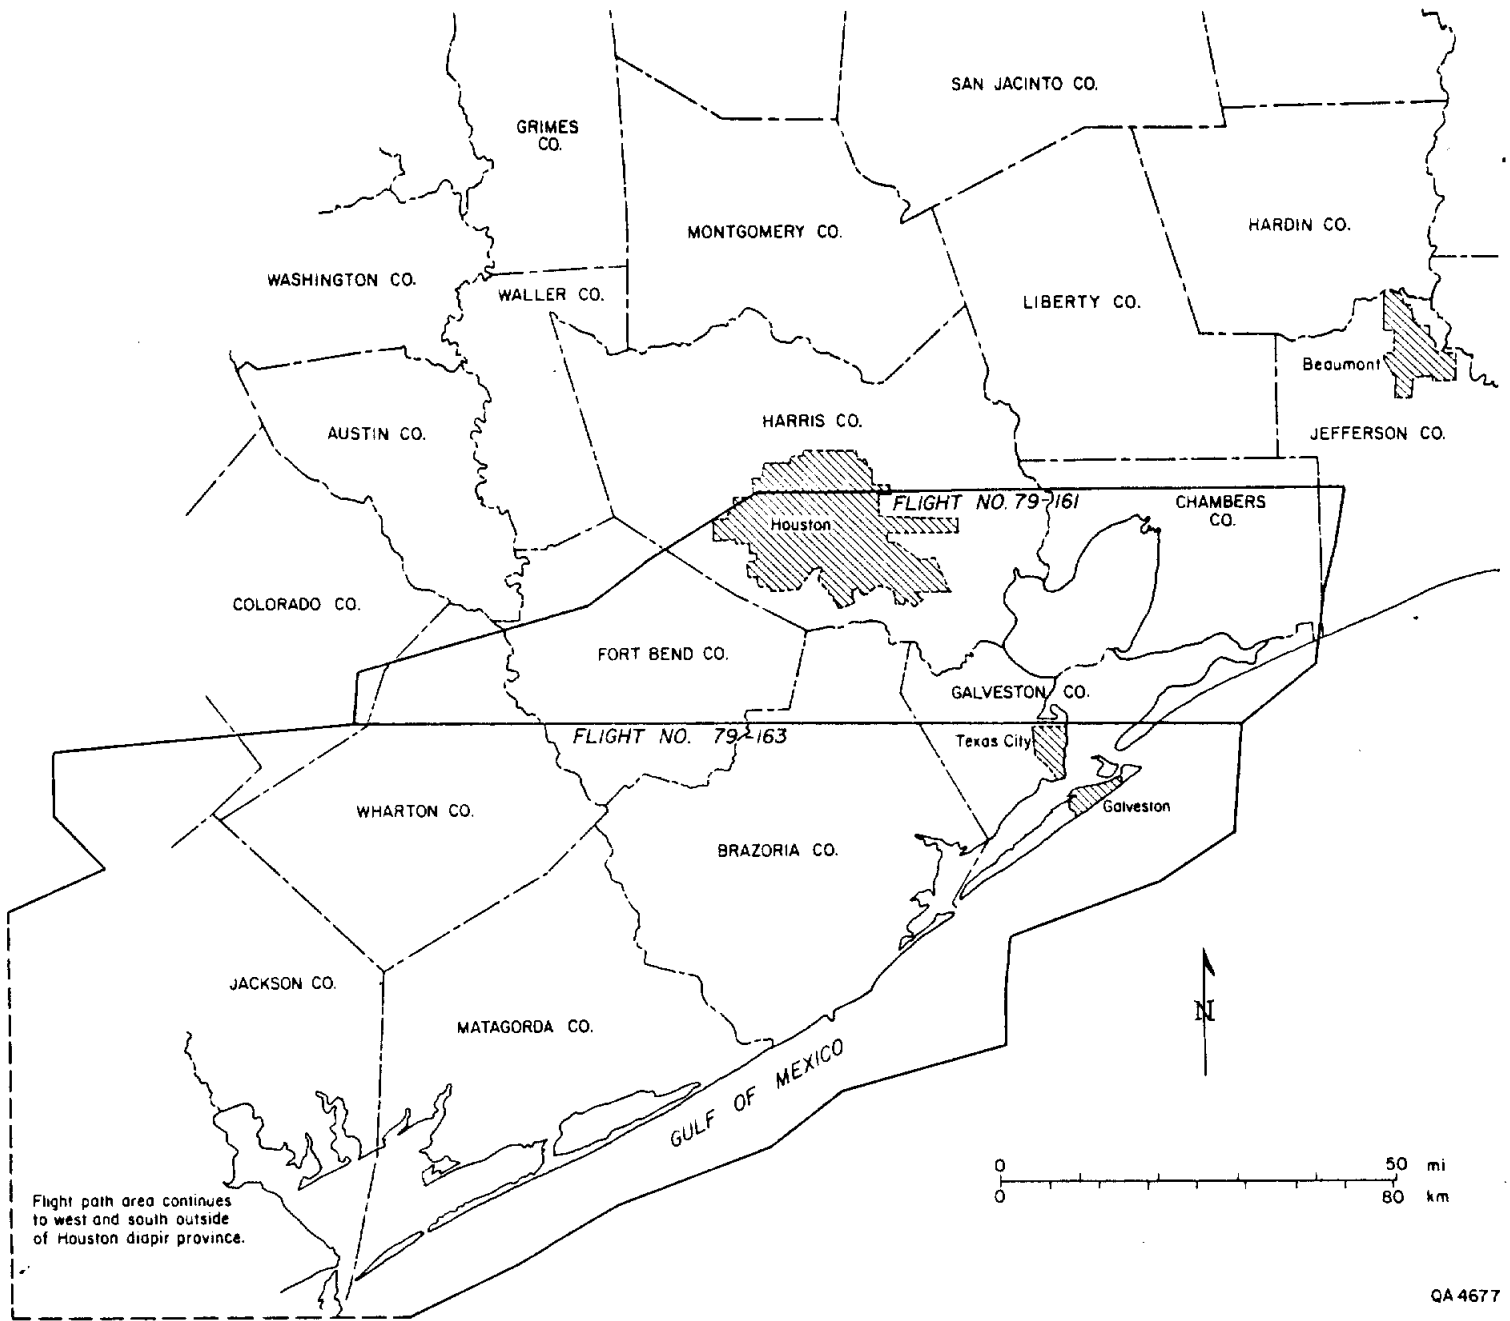 SAN JACINTO CO.
GRIMES
CO.
MONTGOMERY CO.
HARDIN CO.
WASHINGTON CO.
WALLER CO.
LIBERTY CO.
Beaumont
HARRIS CO.
AUSTIN CO.
JEFFERSON CO.
FLIGHT NO. 79-161
CHAMBERS
CO.
Houston
COLORADO CO.
FORT BEND CO.
GALVESTON CO.
FLIGHT NO. 79-163
Texas City
Galveston
WHARTON CO.
BRAZORIA CO.
JACKSON CO.
MATAGORDA CO.
N
GULF OF MEXICO
0 50 mi
0 80 km
Flight path area continues
to west and south outside
of Houston diapir province.
QA 4677